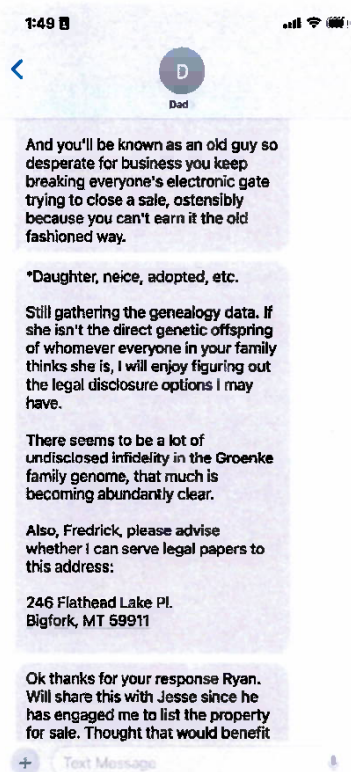 1:49
D
Dad
And you'll be known as an old guy so
desperate for business you keep
breaking everyone's electronic gate
trying to close a sale, ostensibly
because you can't earn it the old
fashioned way.
*Daughter, neice, adopted, etc.
Still gathering the genealogy data. If
she isn't the direct genetic offspring
of whomever everyone in your family
thinks she is, I will enjoy figuring out
the legal disclosure options I may
have.
There seems to be a lot of
undisclosed infidelity in the Groenke
family genome, that much is
becoming abundantly clear.
Also, Fredrick, please advise
whether I can serve legal papers to
this address:
246 Flathead Lake Pl.
Bigfork, MT 59911
Ok thanks for your response Ryan.
Will share this with Jesse since he
has engaged me to list the property
for sale. Thought that would benefit
Text Message